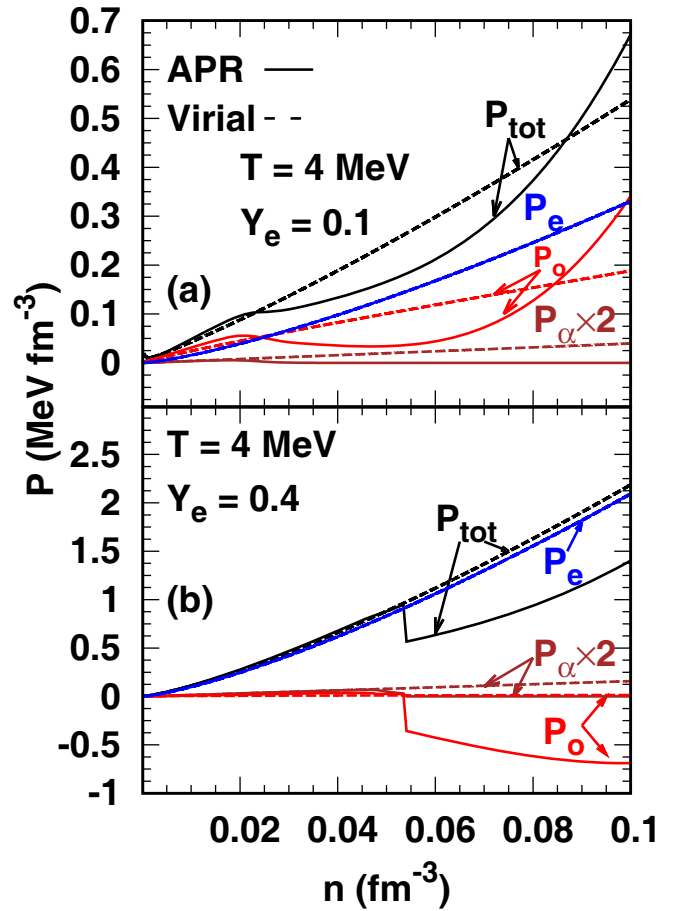 0.7
0.6
0.5
0.4
0.3
0.2
0.1
0
APR
Virial
T = 4 MeV
Y_e = 0.1
(a)
P_tot
P_e
P_o
P_α×2
P (MeV fm^-3)
2.5
2
1.5
1
0.5
0
-0.5
-1
T = 4 MeV
Y_e = 0.4
(b)
P_tot
P_e
P_α×2
P_o
0.02 0.04 0.06 0.08 0.1
n (fm^-3)